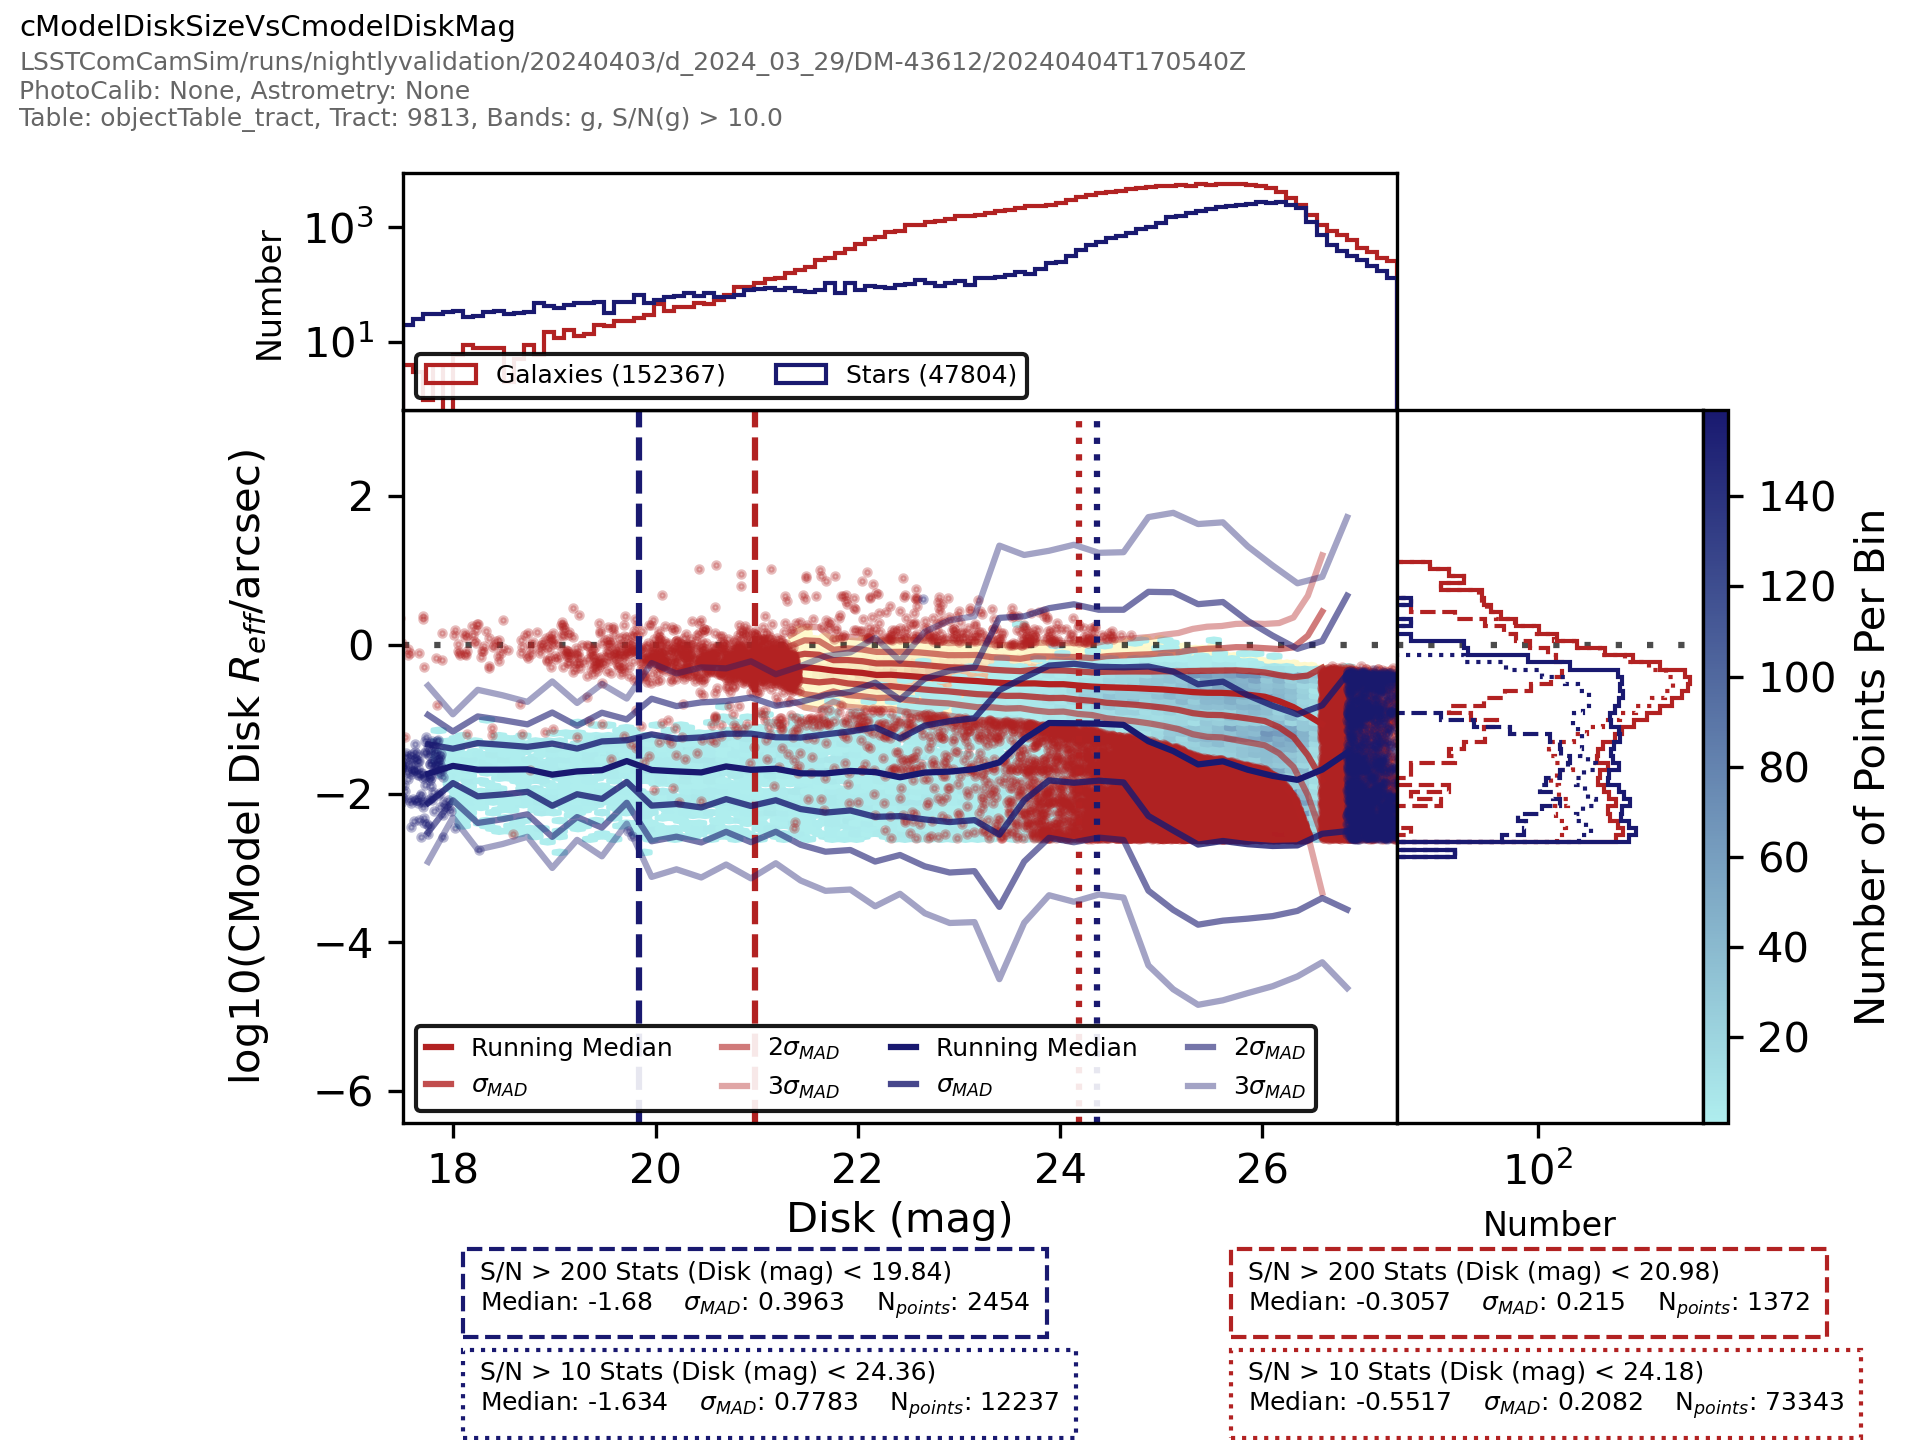 cModelDiskSizeVsCmodelDiskMag
LSSTComCamSim/runs/nightlyvalidation/20240403/d_2024_03_29/DM-43612/20240404T170540Z
PhotoCalib: None, Astrometry: None
Table: objectTable_tract, Tract: 9813, Bands: g, S/N(g) > 10.0
Number
10³
10¹
Galaxies (152367) Stars (47804)
log10(CModel Disk R_eff/arcsec)
2
0
−2
−4
−6
Running Median 2σ_MAD Running Median 2σ_MAD
σ_MAD 3σ_MAD σ_MAD 3σ_MAD
18 20 22 24 26
Disk (mag)
10²
Number
140
120
100
80
60
40
20
Number of Points Per Bin
S/N > 200 Stats (Disk (mag) < 19.84)
Median: -1.68 σ_MAD: 0.3963 N_points: 2454
S/N > 10 Stats (Disk (mag) < 24.36)
Median: -1.634 σ_MAD: 0.7783 N_points: 12237
S/N > 200 Stats (Disk (mag) < 20.98)
Median: -0.3057 σ_MAD: 0.215 N_points: 1372
S/N > 10 Stats (Disk (mag) < 24.18)
Median: -0.5517 σ_MAD: 0.2082 N_points: 73343